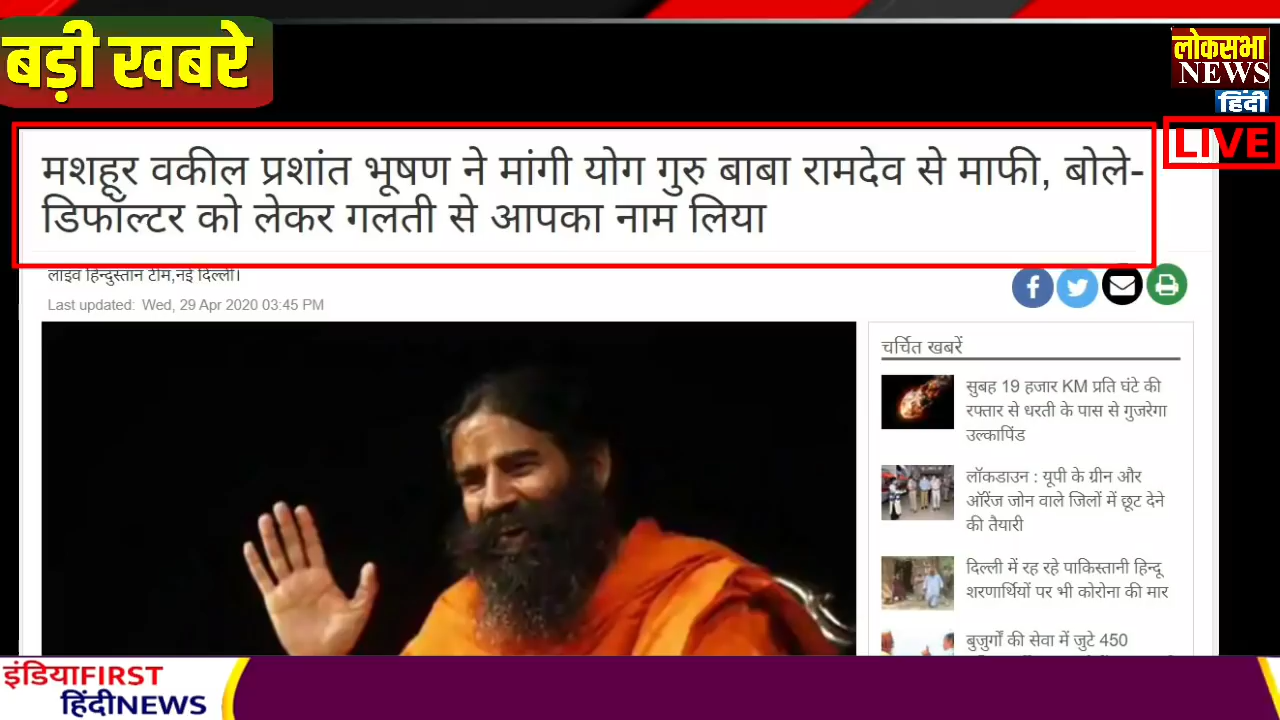 बड़ी खबरे
लोकसभा
NEWS
हिंदी
LIVE
मशहूर वकील प्रशांत भूषण ने मांगी योग गुरु बाबा रामदेव से माफी, बोले-
डिफॉल्टर को लेकर गलती से आपका नाम लिया
लाइव हिन्दुस्तान टीम,नई दिल्ली।
Last updated: Wed, 29 Apr 2020 03:45 PM
चर्चित खबरें
सुबह 19 हजार KM प्रति घंटे की
रफ्तार से धरती के पास से गुजरेगा
उल्कापिंड
लॉकडाउन : यूपी के ग्रीन और
ऑरेंज जोन वाले जिलों में छूट देने
की तैयारी
दिल्ली में रह रहे पाकिस्तानी हिन्दू
शरणार्थियों पर भी कोरोना की मार
बुजुर्गों की सेवा में जुटे 450
इंडियाFIRST
हिंदीNEWS